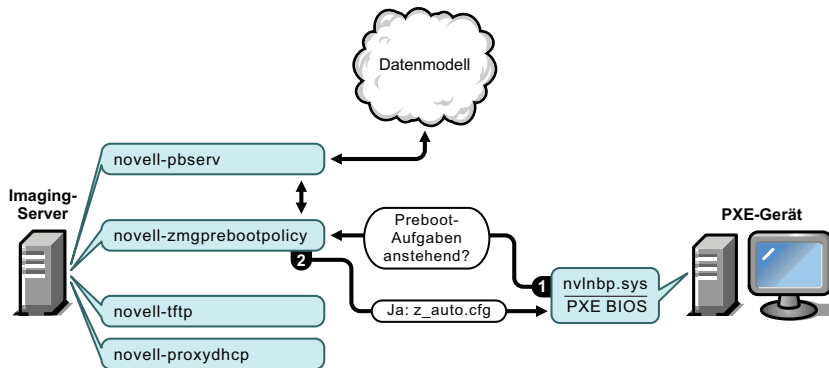 Datenmodell
novell-pbserv
Imaging-
Server
novell-zmgprebootpolicy
Preboot-
Aufgaben
anstehend?
PXE-Gerät
2
1
nvlnbp.sys
PXE BIOS
Ja: z_auto.cfg
novell-tftp
novell-proxydhcp